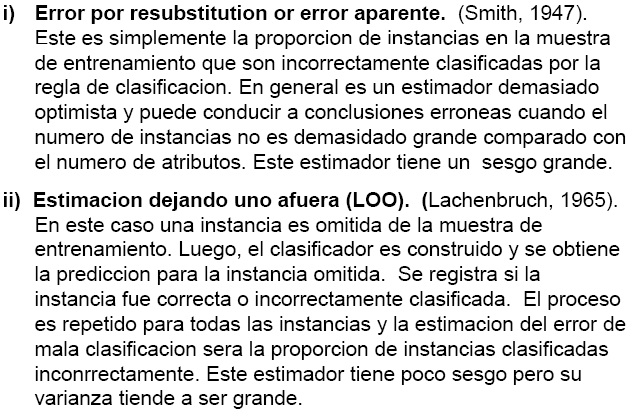 i) Error por resubstitution or error aparente. (Smith, 1947).
Este es simplemente la proporcion de instancias en la muestra
de entrenamiento que son incorrectamente clasificadas por la
regla de clasificacion. En general es un estimador demasiado
optimista y puede conducir a conclusiones erroneas cuando el
numero de instancias no es demasidado grande comparado con
el numero de atributos. Este estimador tiene un sesgo grande.
ii) Estimacion dejando uno afuera (LOO). (Lachenbruch, 1965).
En este caso una instancia es omitida de la muestra de
entrenamiento. Luego, el clasificador es construido y se obtiene
la prediccion para la instancia omitida. Se registra si la
instancia fue correcta o incorrectamente clasificada. El proceso
es repetido para todas las instancias y la estimacion del error de
mala clasificacion sera la proporcion de instancias clasificadas
inconrrectamente. Este estimador tiene poco sesgo pero su
varianza tiende a ser grande.